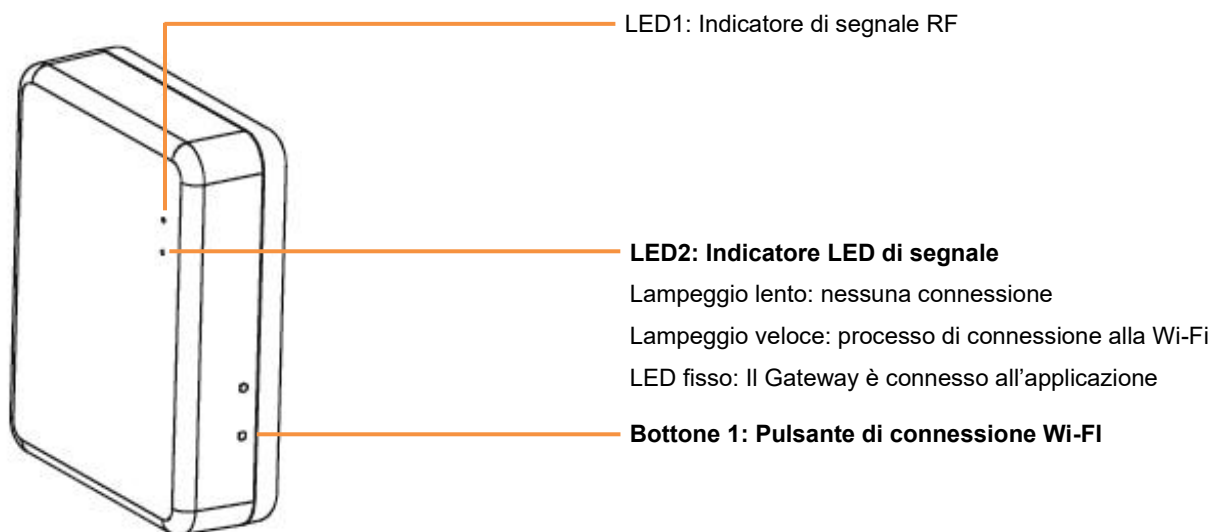 LED1: Indicatore di segnale RF
LED2: Indicatore LED di segnale
Lampeggio lento: nessuna connessione
Lampeggio veloce: processo di connessione alla Wi-Fi
LED fisso: Il Gateway è connesso all’applicazione
Bottone 1: Pulsante di connessione Wi-FI